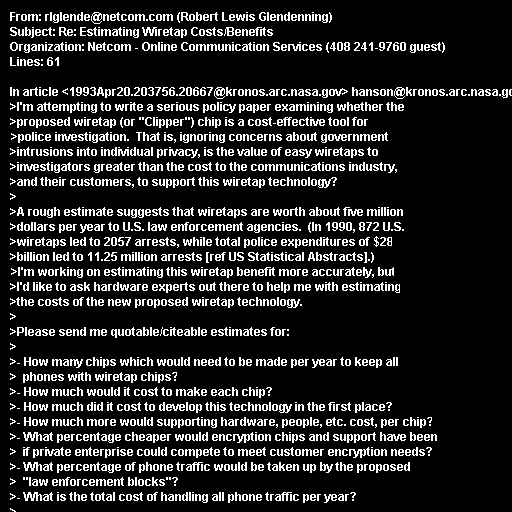 From: rlglende@netcom.com (Robert Lewis Glendenning)
Subject: Re: Estimating Wiretap Costs/Benefits
Organization: Netcom - Online Communication Services (408 241-9760 guest)
Lines: 61

In article <1993Apr20.203756.20667@kronos.arc.nasa.gov> hanson@kronos.arc.nasa.go
>I'm attempting to write a serious policy paper examining whether the
>proposed wiretap (or "Clipper") chip is a cost-effective tool for
>police investigation.  That is, ignoring concerns about government
>intrusions into individual privacy, is the value of easy wiretaps to
>investigators greater than the cost to the communications industry,
>and their customers, to support this wiretap technology?
>
>A rough estimate suggests that wiretaps are worth about five million
>dollars per year to U.S. law enforcement agencies.  (In 1990, 872 U.S.
>wiretaps led to 2057 arrests, while total police expenditures of $28
>billion led to 11.25 million arrests [ref US Statistical Abstracts].)
>I'm working on estimating this wiretap benefit more accurately, but
>I'd like to ask hardware experts out there to help me with estimating
>the costs of the new proposed wiretap technology.
>
>Please send me quotable/citeable estimates for:
>
>- How many chips which would need to be made per year to keep all
>  phones with wiretap chips?
>- How much would it cost to make each chip?
>- How much did it cost to develop this technology in the first place?
>- How much more would supporting hardware, people, etc. cost, per chip?
>- What percentage cheaper would encryption chips and support have been
>  if private enterprise could compete to meet customer encryption needs?
>- What percentage of phone traffic would be taken up by the proposed
>  "law enforcement blocks"?
>- What is the total cost of handling all phone traffic per year?
>